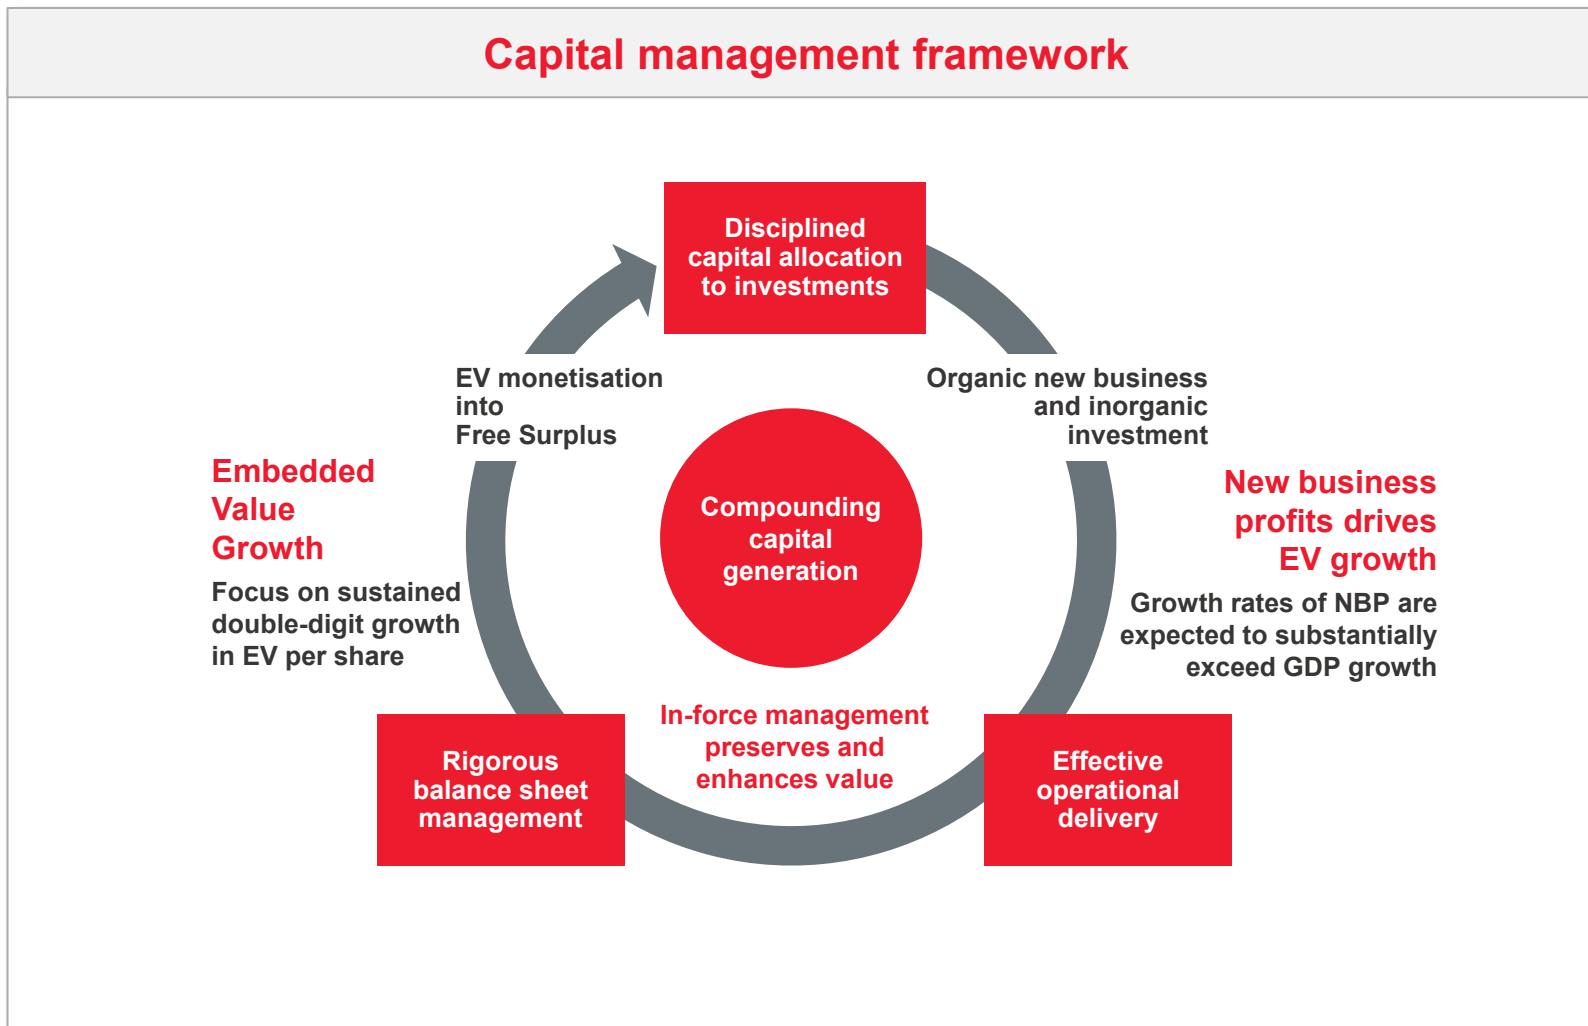 Capital management framework
Disciplined
capital allocation
to investments
EV monetisation
into
Free Surplus
Organic new business
and inorganic
investment
Embedded
Value
Growth
Focus on sustained
double-digit growth
in EV per share
Compounding
capital
generation
New business
profits drives
EV growth
Growth rates of NBP are
expected to substantially
exceed GDP growth
In-force management
preserves and
enhances value
Rigorous
balance sheet
management
Effective
operational
delivery